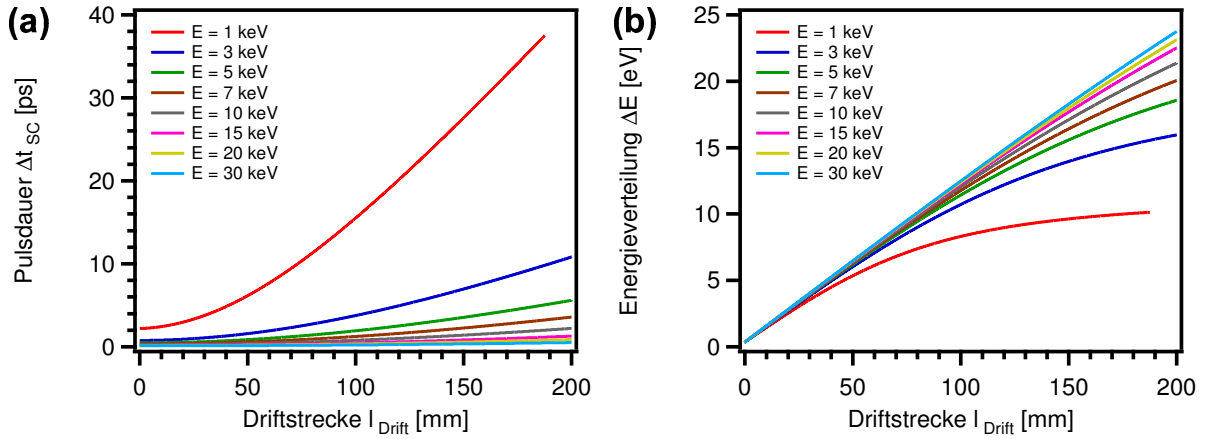 (a)
Pulsdauer Δt SC [ps]
40
30
20
10
0
E = 1 keV
E = 3 keV
E = 5 keV
E = 7 keV
E = 10 keV
E = 15 keV
E = 20 keV
E = 30 keV
0 50 100 150 200
Driftstrecke l Drift [mm]
(b)
Energieverteilung ΔE [eV]
25
20
15
10
5
0
E = 1 keV
E = 3 keV
E = 5 keV
E = 7 keV
E = 10 keV
E = 15 keV
E = 20 keV
E = 30 keV
0 50 100 150 200
Driftstrecke l Drift [mm]